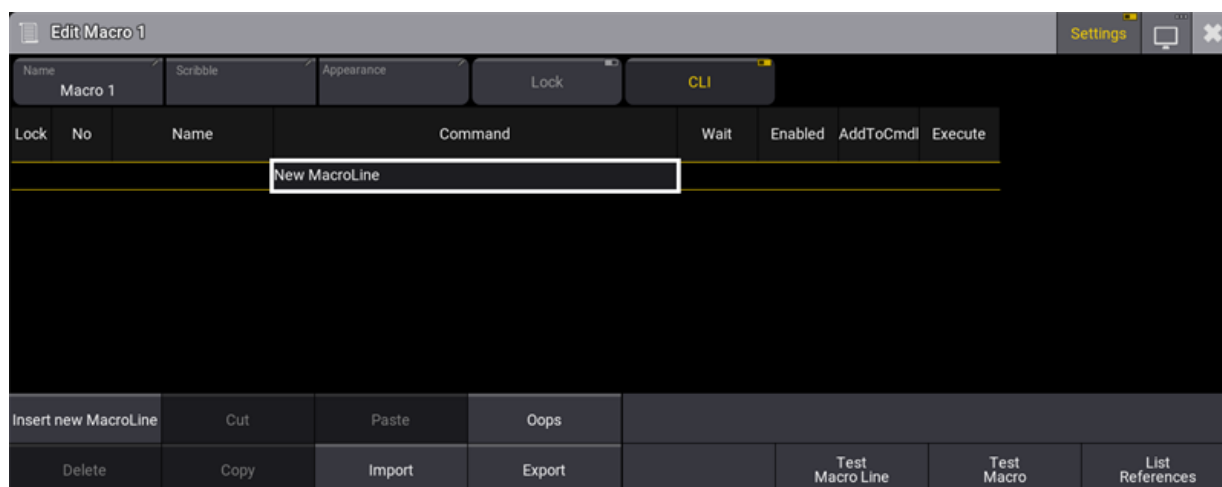 Edit Macro 1
Settings
Name
Macro 1
Scribble
Appearance
Lock
CLI
Lock No Name Command Wait Enabled AddToCmdl Execute
New MacroLine
Insert new MacroLine Cut Paste Oops
Delete Copy Import Export
Test
Macro Line
Test
Macro
List
References